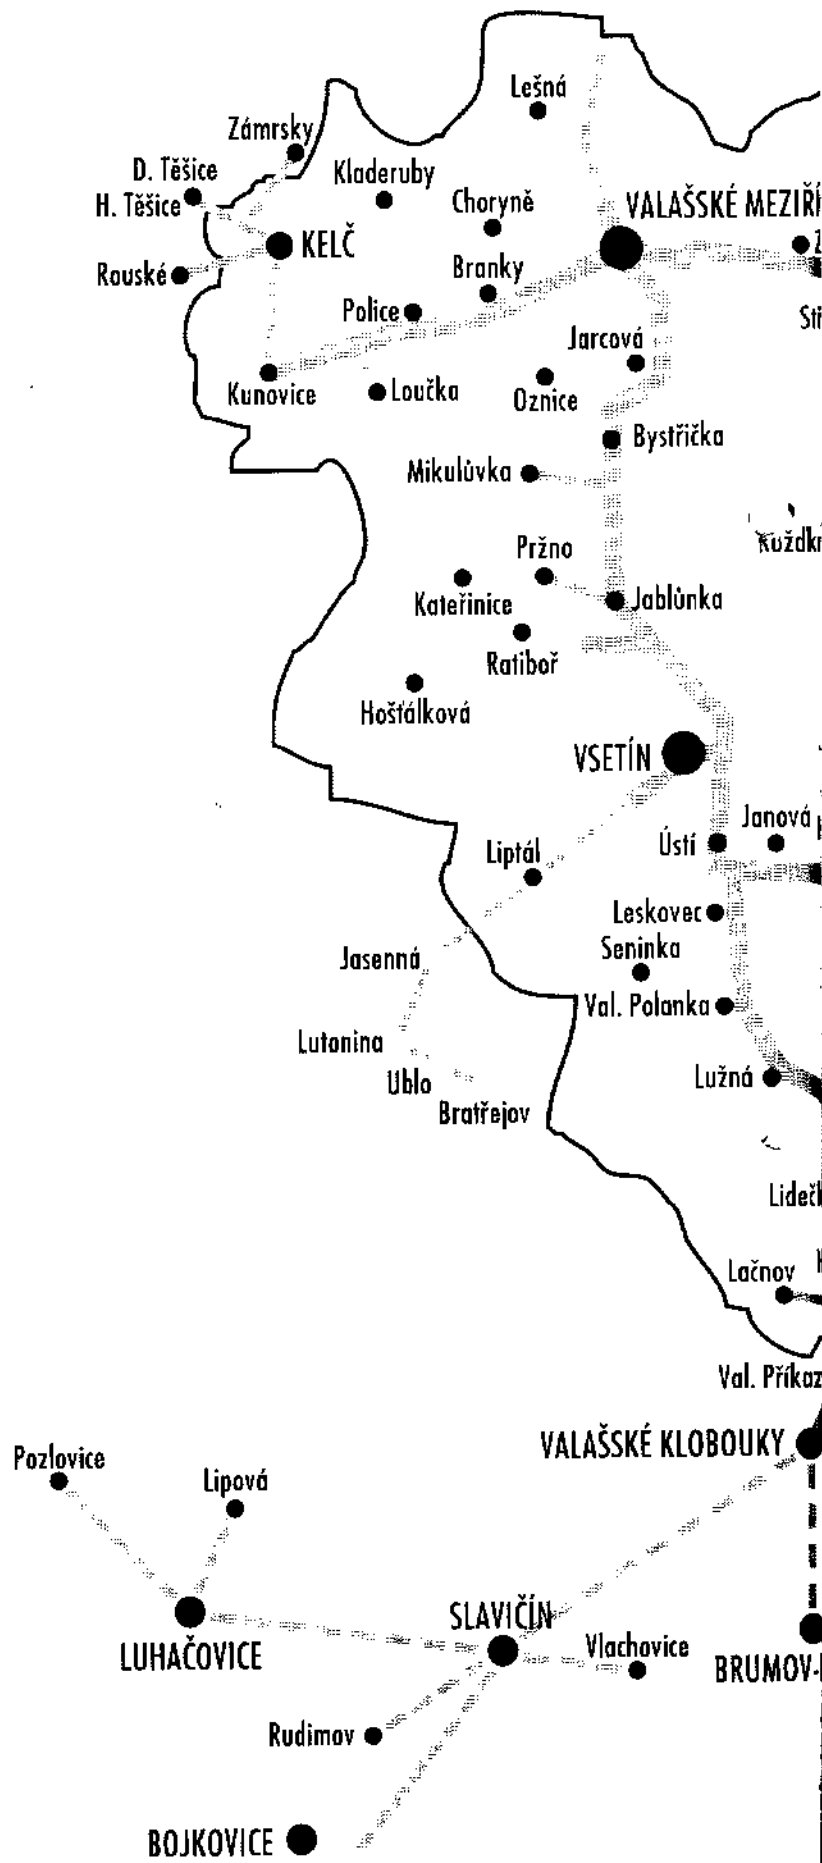 Lešná
Zámrsky
D. Těšice
Kladeruby
H. Těšice
Choryně
VALAŠSKÉ MEZIŘÍ
KELČ
Branky
Rouské
Police
Stř
Jarcová
Kunovice
Loučka
Oznice
Bystřička
Mikulůvka
Pržno
Kateřinice
Jablůnka
Ratiboř
Hošťálková
VSETÍN
Janová
Ústí
Liptál
Leskovec
Seninka
Jasenná
Val. Polanka
Lutonina
Ublo
Lužná
Bratřejov
Lideč
Lačnov
Val. Příkaz
VALAŠSKÉ KLOBOUKY
Pozlovice
Lipová
SLAVIČÍN
LUHAČOVICE
Vlachovice
BRUMOV-
Rudimov
BOJKOVICE